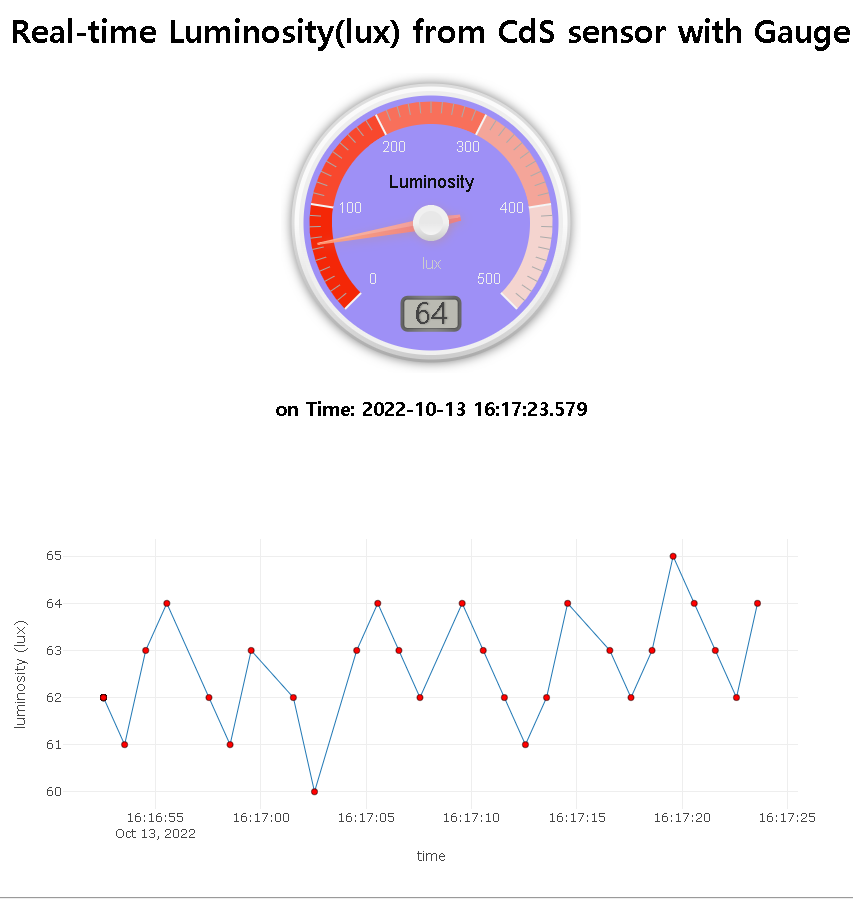 Real-time Luminosity(lux) from CdS sensor with Gauge
200 300
Luminosity
100 400
lux
0 500
64
on Time: 2022-10-13 16:17:23.579
65
64
63
62
61
60
luminosity (lux)
16:16:55 16:17:00 16:17:05 16:17:10 16:17:15 16:17:20 16:17:25
Oct 13, 2022
time